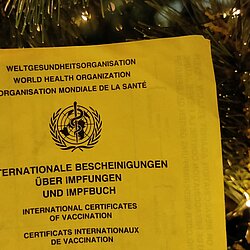 WELTGESUNDHEITSORGANISATION
WORLD HEALTH ORGANIZATION
ORGANISATION MONDIALE DE LA SANTÉ
TERNATIONALE BESCHEINIGUNGEN
ÜBER IMPFUNGEN
UND IMPFBUCH
INTERNATIONAL CERTIFICATES
OF VACCINATION
CERTIFICATS INTERNATIONAUX
DE VACCINATION